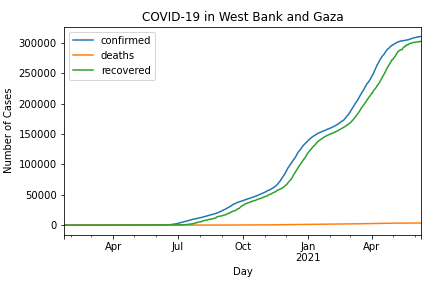 COVID-19 in West Bank and Gaza
confirmed
deaths
recovered
Number of Cases
300000
250000
200000
150000
100000
50000
0
Apr
Jul
Oct
Jan
2021
Apr
Day